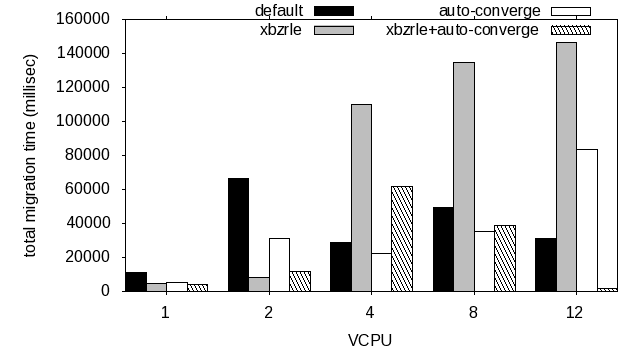 default
auto-converge
xbzrle
xbzrle+auto-converge
160000
140000
120000
100000
80000
60000
40000
20000
0
total migration time (millisec)
1 2 4 8 12
VCPU